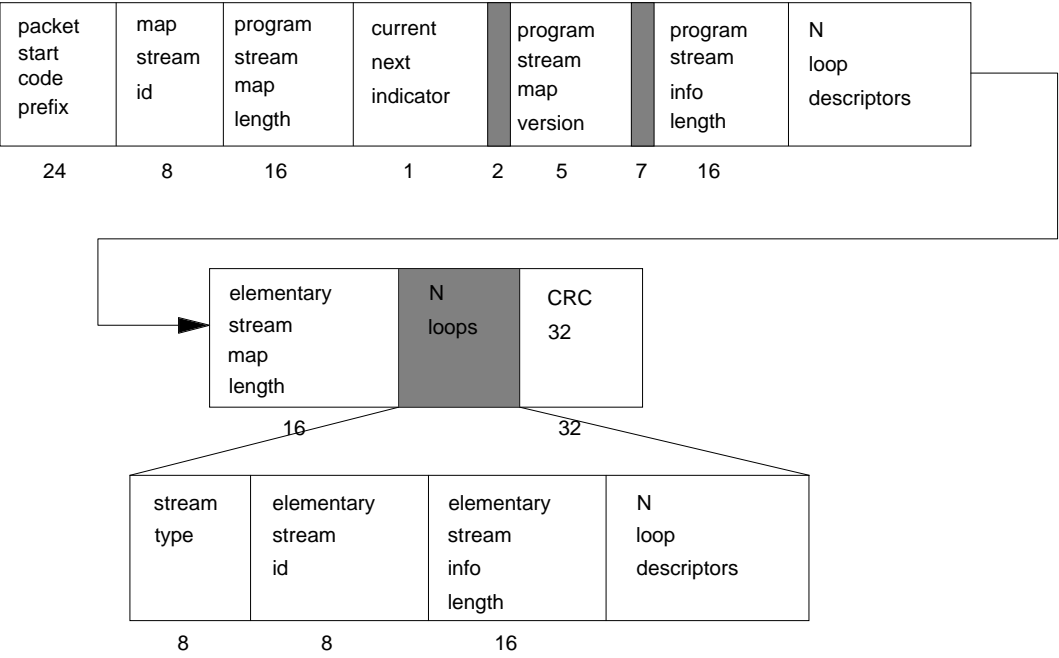 packet
start
code
prefix
map
stream
id
program
stream
map
length
current
next
indicator
program
stream
map
version
program
stream
info
length
N
loop
descriptors
24
8
16
1
2
5
7
16
elementary
stream
map
length
N
loops
CRC
32
16
32
stream
type
elementary
stream
id
elementary
stream
info
length
N
loop
descriptors
8
8
16